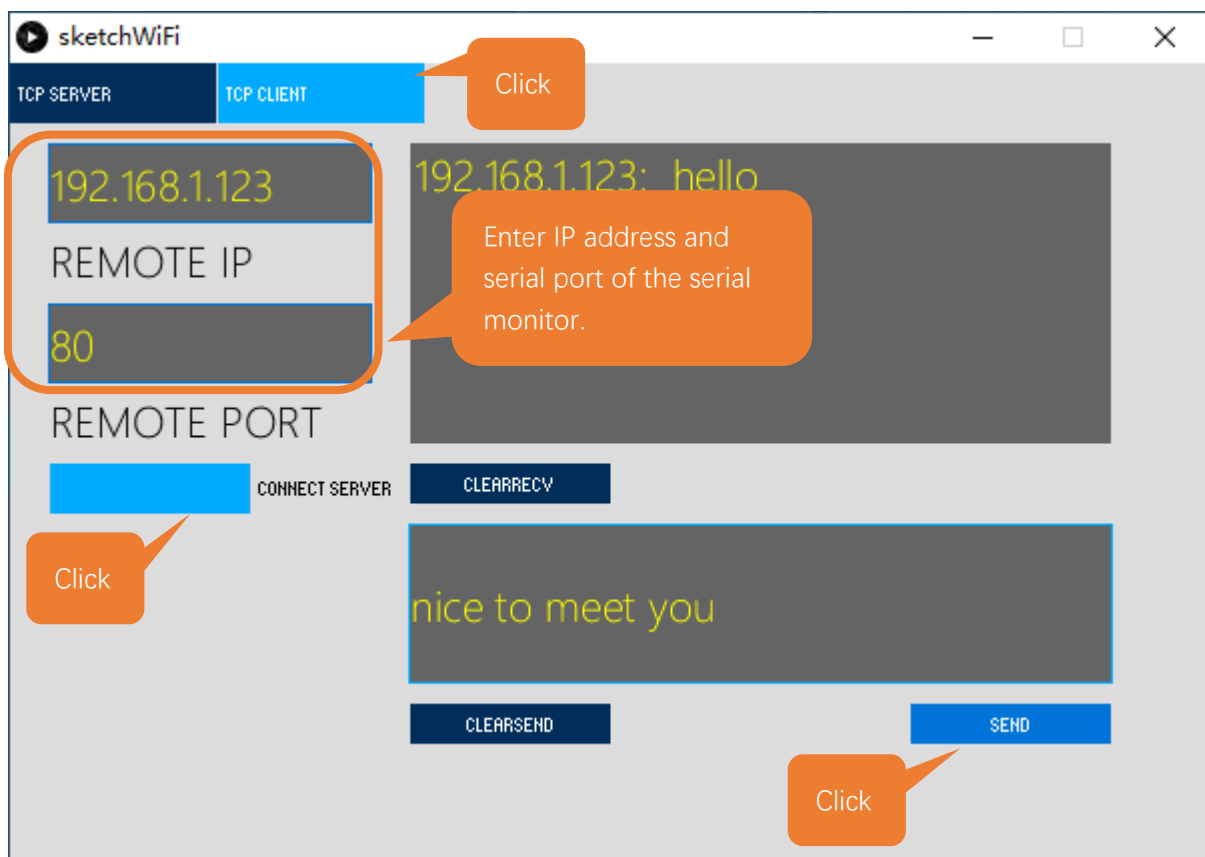 sketchWiFi
TCP SERVER
TCP CLIENT
Click
192.168.1.123
REMOTE IP
80
REMOTE PORT
CONNECT SERVER
Click
192.168.1.123: hello
Enter IP address and
serial port of the serial
monitor.
CLEARRECV
nice to meet you
CLEARSEND
SEND
Click